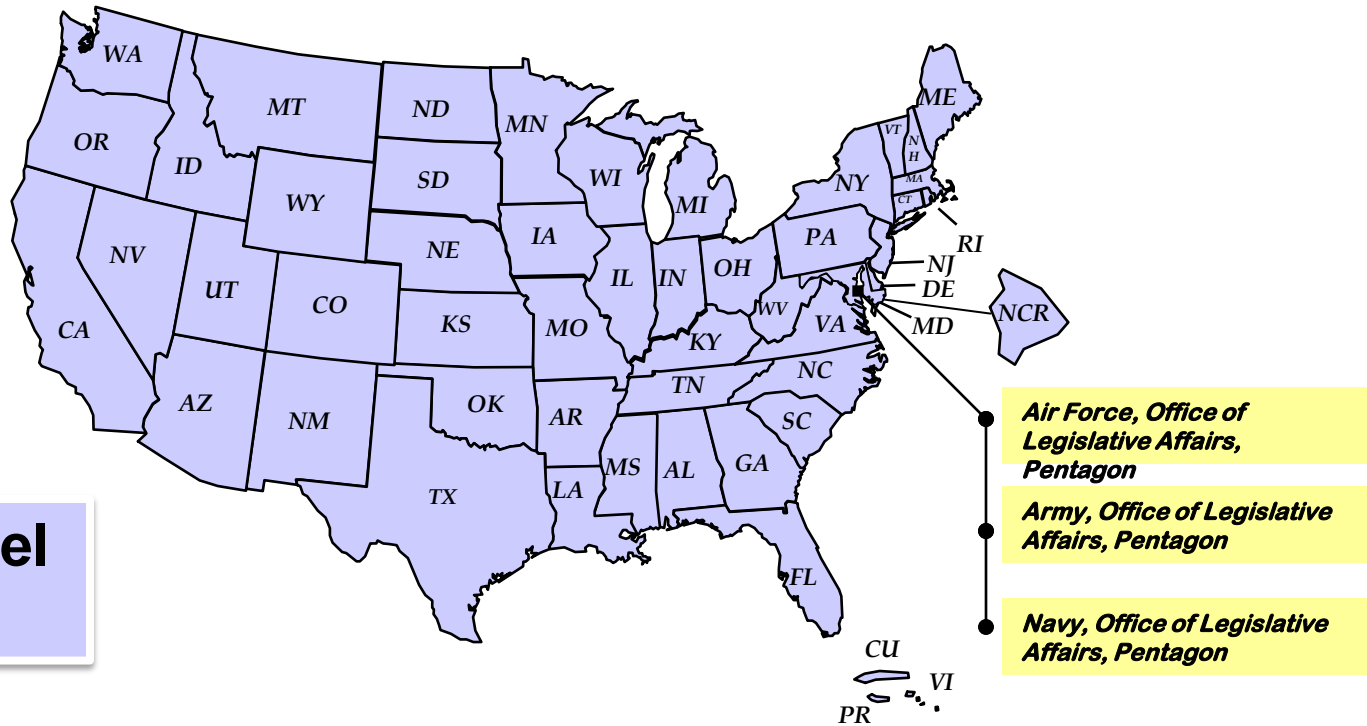 WA
MT
ND
MN
ME
VT
N
H
OR
ID
SD
WI
MI
NY
MA
CT
WY
RI
NV
NE
IA
PA
NJ
UT
CO
IL
IN
OH
DE
NCR
CA
KS
MO
WV
VA
MD
KY
AZ
NM
OK
AR
TN
NC
SC
TX
LA
MS
AL
GA
FL
CU
VI
PR
el
Air Force, Office of
Legislative Affairs,
Pentagon
Army, Office of Legislative
Affairs, Pentagon
Navy, Office of Legislative
Affairs, Pentagon